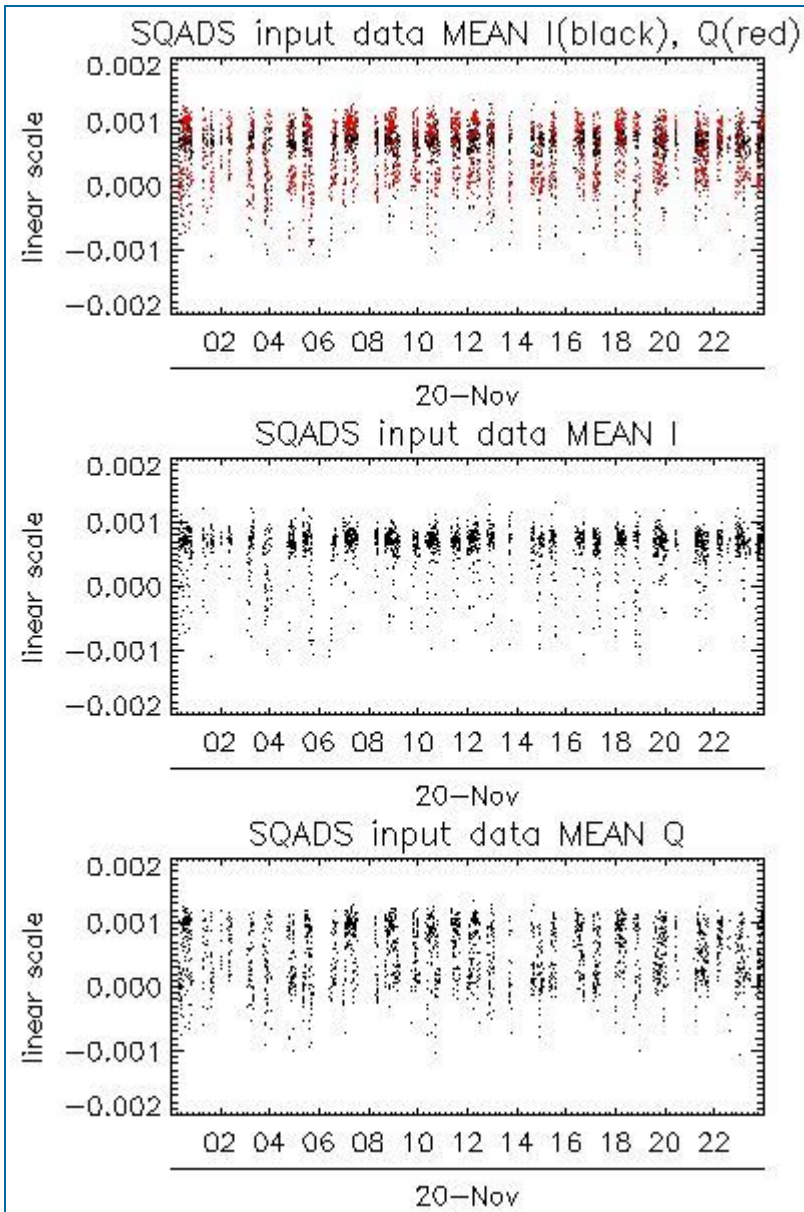 SQADS input data MEAN I(black), Q(red)
0.002
0.001
0.000
−0.001
−0.002
linear scale
02 04 06 08 10 12 14 16 18 20 22
20−Nov
SQADS input data MEAN I
0.002
0.001
0.000
−0.001
−0.002
linear scale
02 04 06 08 10 12 14 16 18 20 22
20−Nov
SQADS input data MEAN Q
0.002
0.001
0.000
−0.001
−0.002
linear scale
02 04 06 08 10 12 14 16 18 20 22
20−Nov